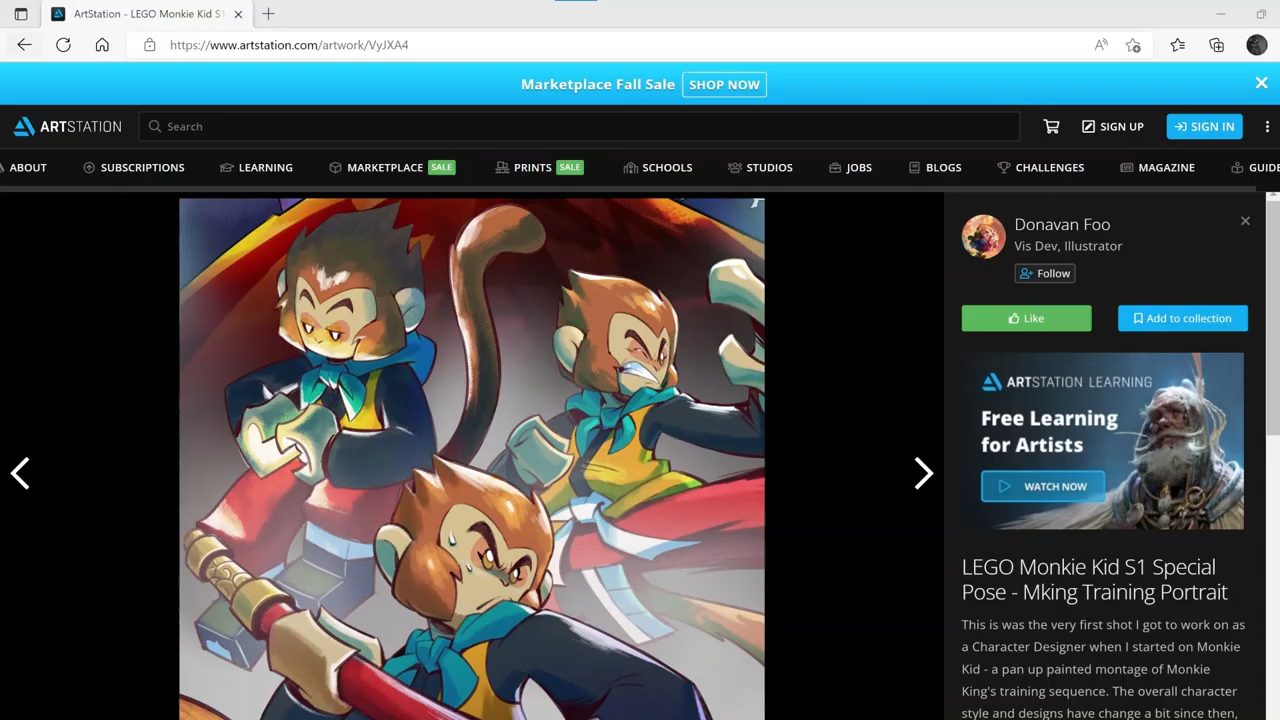 ArtStation - LEGO Monkie Kid S1
https://www.artstation.com/artwork/VyJXA4
Marketplace Fall Sale SHOP NOW
ARTSTATION Search SIGN UP SIGN IN
ABOUT SUBSCRIPTIONS LEARNING MARKETPLACE SALE PRINTS SALE SCHOOLS STUDIOS JOBS BLOGS CHALLENGES MAGAZINE GUIDE
Donavan Foo
Vis Dev, Illustrator
Follow
Like Add to collection
ARTSTATION LEARNING
Free Learning
for Artists
WATCH NOW
LEGO Monkie Kid S1 Special
Pose - Mking Training Portrait
This is was the very first shot I got to work on as
a Character Designer when I started on Monkie
Kid - a pan up painted montage of Monkie
King's training sequence. The overall character
style and designs have change a bit since then,